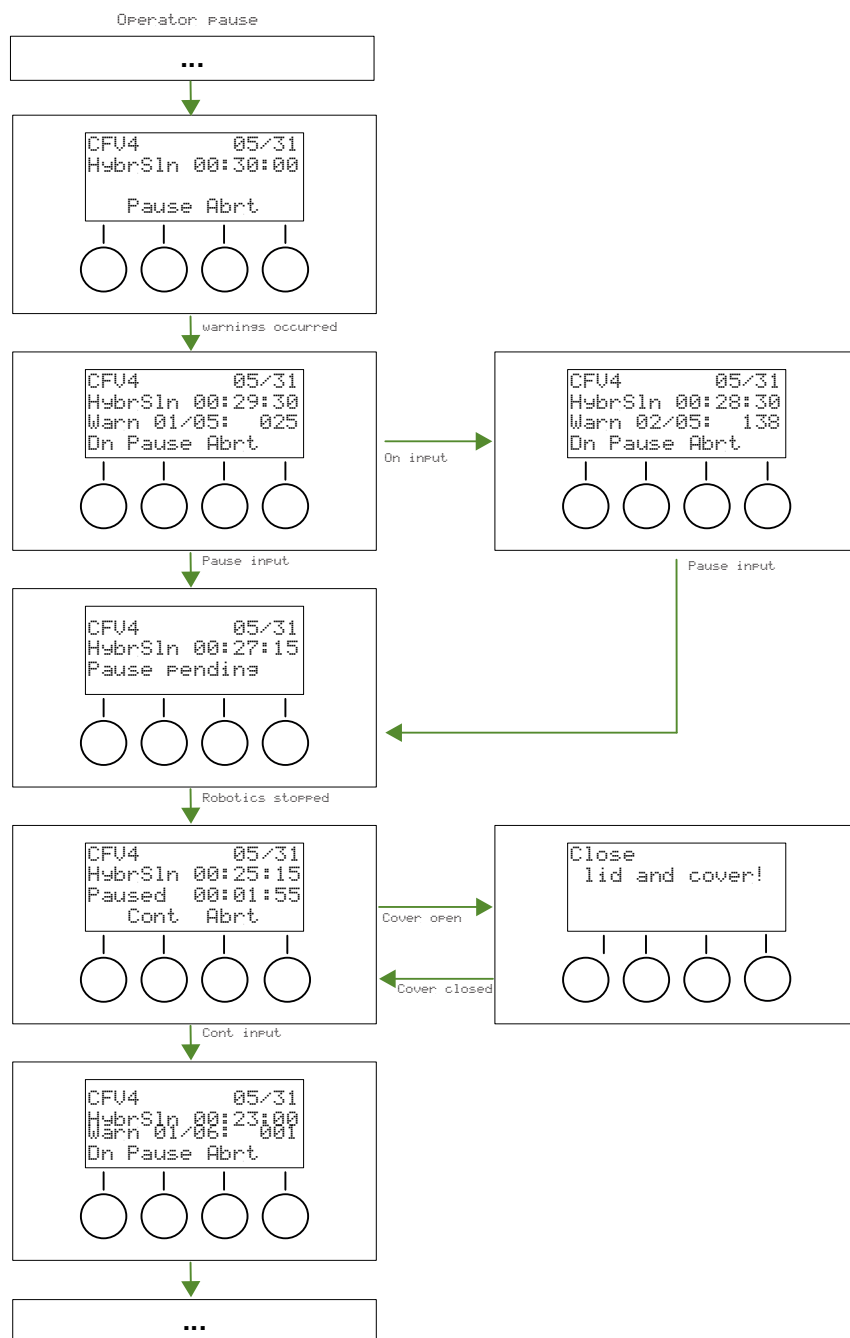 Operator pause
...
CFV4 05/31
HybrSln 00:30:00
Pause Abrt
warnings occurred
CFV4 05/31
HybrSln 00:29:30
Warn 01/05: 025
Dn Pause Abrt
On input
CFV4 05/31
HybrSln 00:28:30
Warn 02/05: 138
Dn Pause Abrt
Pause input
Pause input
CFV4 05/31
HybrSln 00:27:15
Pause pending
Robotics stopped
CFV4 05/31
HybrSln 00:25:15
Paused 00:01:55
Cont Abrt
Cover open
Close
lid and cover!
Cover closed
Cont input
CFV4 05/31
HybrSln 00:23:00
Warn 01/06: 001
Dn Pause Abrt
...